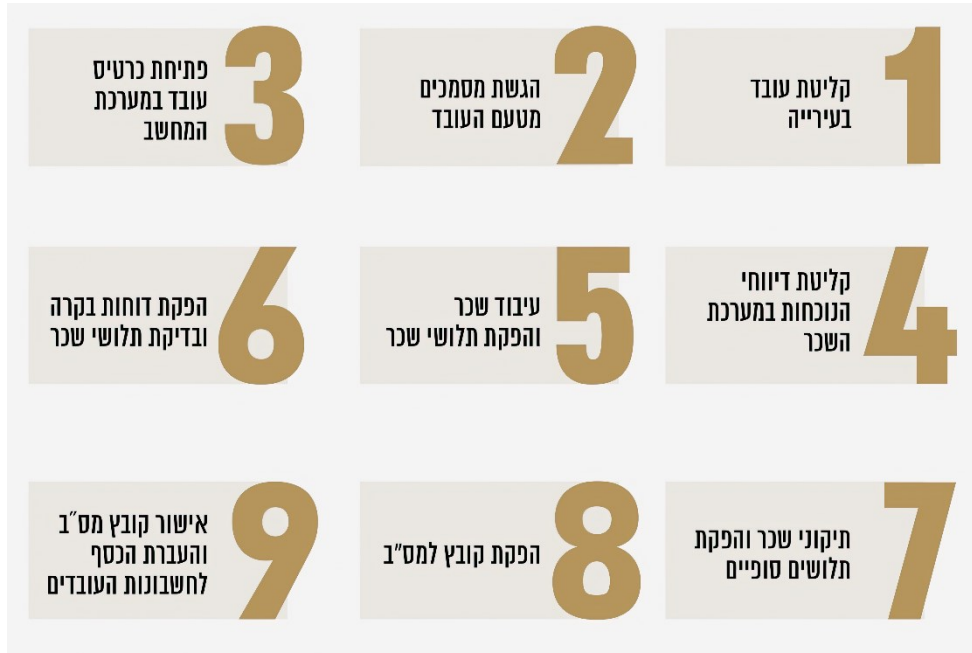 1
קליטת עובד
בעירייה
2
הגשת מסמכים
מטעם העובד
3
פתיחת כרטיס
עובד במערכת
המחשב
4
קליטת דיווחי
הנוכחות במערכת
השכר
5
עיבוד שכר
והפקת תלושי שכר
6
הפקת דוחות בקרה
ובדיקת תלושי שכר
7
תיקוני שכר והפקת
תלושים סופיים
8
הפקת קובץ למס"ב
9
אישור קובץ מס״ב
והעברת הכסף
לחשבונות העובדים